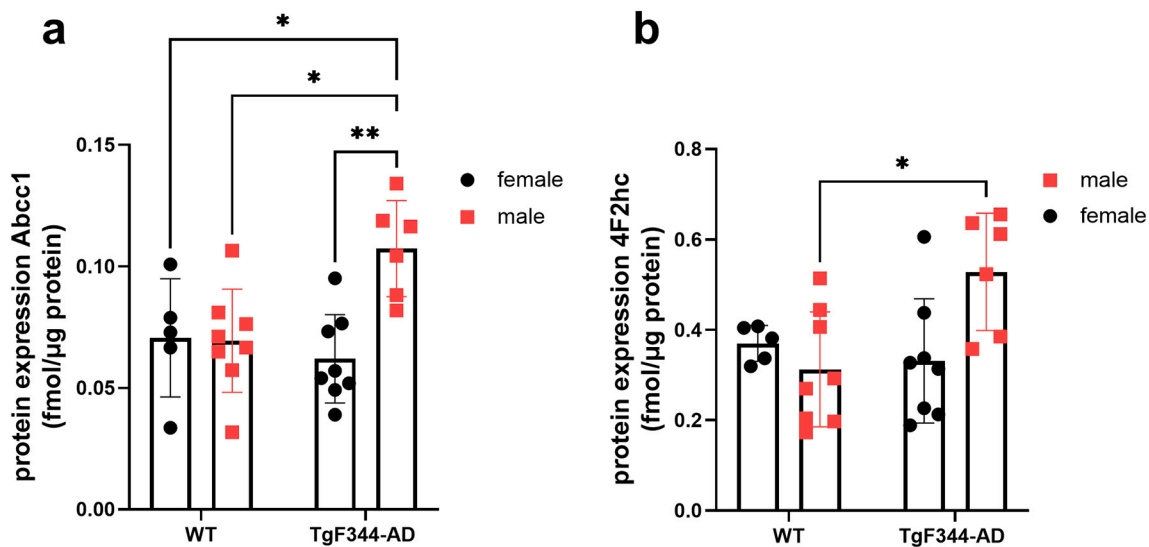 a
*
*
**
protein expression Abcc1
(fmol/µg protein)
0.15
0.10
0.05
0.00
WT
TgF344-AD
female
male
b
*
protein expression 4F2hc
(fmol/µg protein)
0.8
0.6
0.4
0.2
0.0
WT
TgF344-AD
male
female